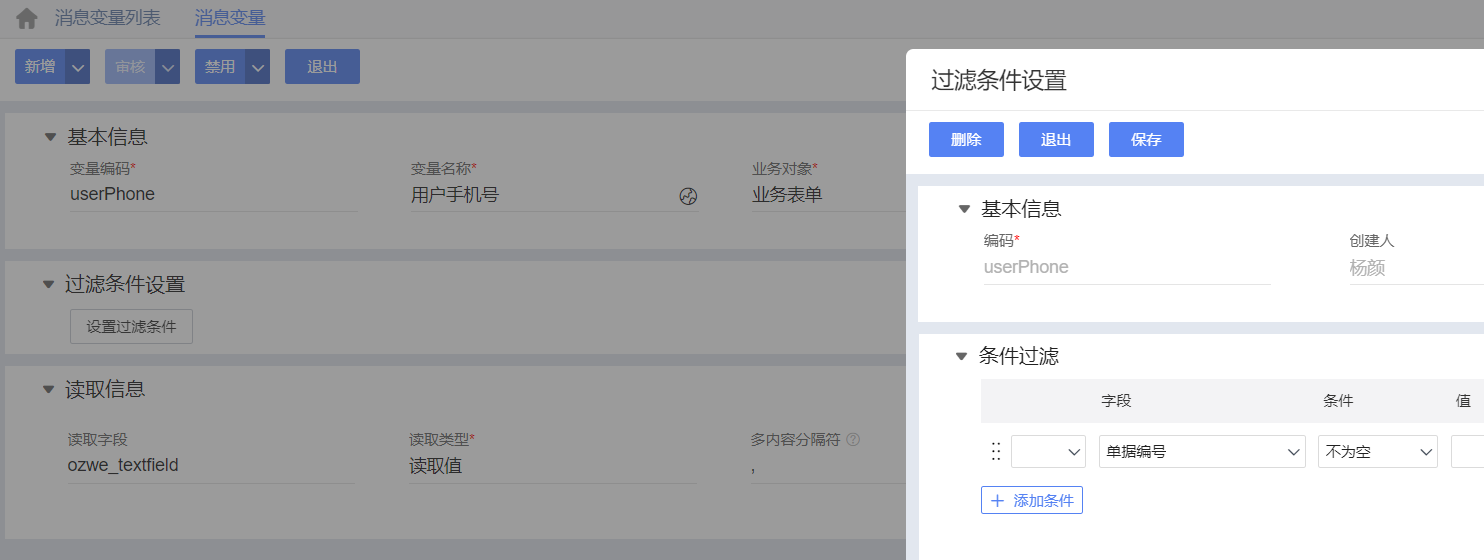 消息变量列表 消息变量
新增 审核 禁用 退出
基本信息
变量编码* 变量名称* 业务对象*
userPhone 用户手机号 业务表单
过滤条件设置
设置过滤条件
读取信息
读取字段 读取类型* 多内容分隔符
ozwe_textfield 读取值 ,
过滤条件设置
删除 退出 保存
基本信息
编码* 创建人
userPhone 杨颜
条件过滤
字段 条件 值
单据编号 不为空
添加条件